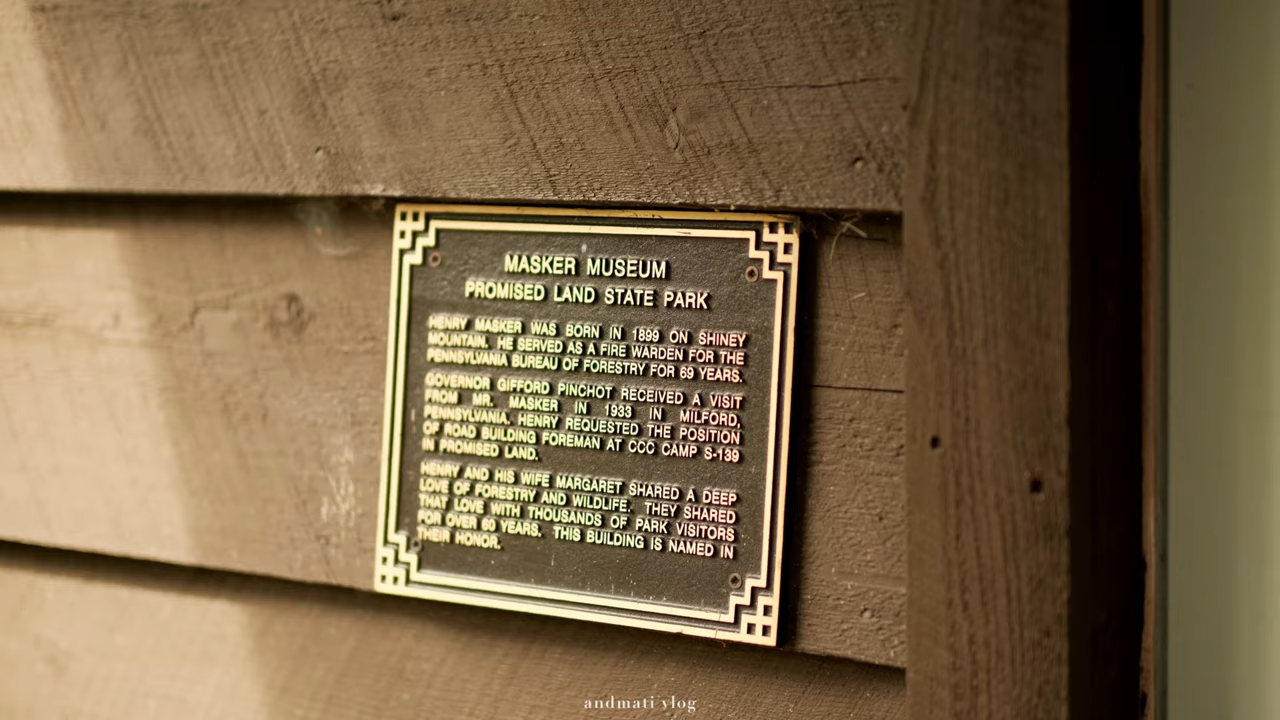 MASKER MUSEUM
PROMISED LAND STATE PARK
HENRY MASKER WAS BORN IN 1899 ON SHINEY
MOUNTAIN. HE SERVED AS A FIRE WARDEN FOR THE
PENNSYLVANIA BUREAU OF FORESTRY FOR 69 YEARS.
GOVERNOR GIFFORD PINCHOT RECEIVED A VISIT
FROM MR. MASKER IN 1933 IN MILFORD,
PENNSYLVANIA. HENRY REQUESTED THE POSITION
OF ROAD BUILDING FOREMAN AT CCC CAMP S-139
IN PROMISED LAND.
HENRY AND HIS WIFE MARGARET SHARED A DEEP
LOVE OF FORESTRY AND WILDLIFE. THEY SHARED
THAT LOVE WITH THOUSANDS OF PARK VISITORS
FOR OVER 60 YEARS. THIS BUILDING IS NAMED IN
THEIR HONOR.
andmati vlog